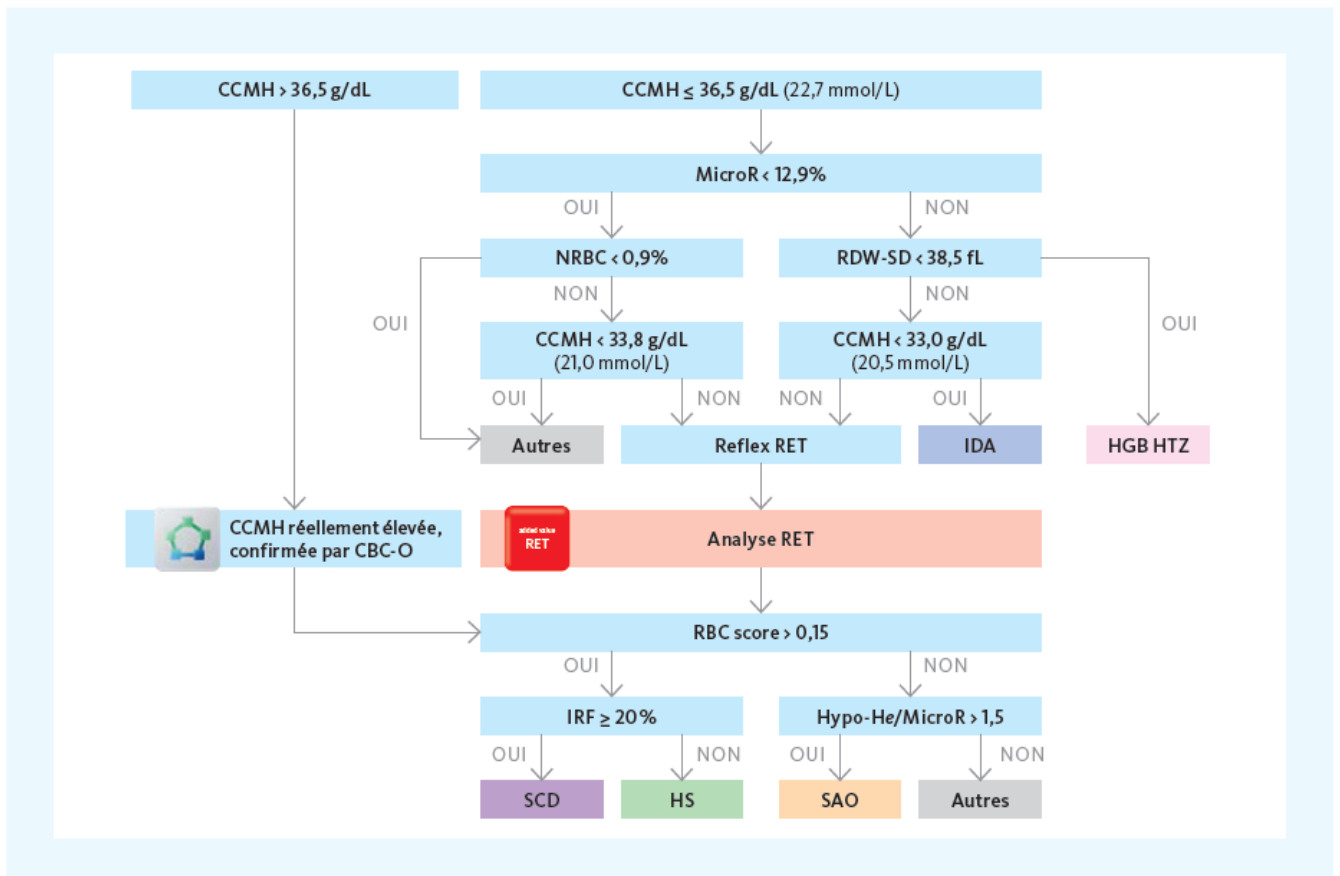 CCMH > 36,5 g/dL
CCMH ≤ 36,5 g/dL (22,7 mmol/L)
MicroR < 12,9%
OUI
NON
NRBC < 0,9%
RDW-SD < 38,5 fL
NON
NON
OUI
OUI
CCMH < 33,8 g/dL
(21,0 mmol/L)
CCMH < 33,0 g/dL
(20,5 mmol/L)
OUI
NON
NON
OUI
Autres
Reflex RET
IDA
HGB HTZ
CCMH réellement élevée,
confirmée par CBC-O
added value
RET
Analyse RET
RBC score > 0,15
OUI
NON
IRF ≥ 20%
Hypo-He/MicroR > 1,5
OUI
NON
OUI
NON
SCD
HS
SAO
Autres